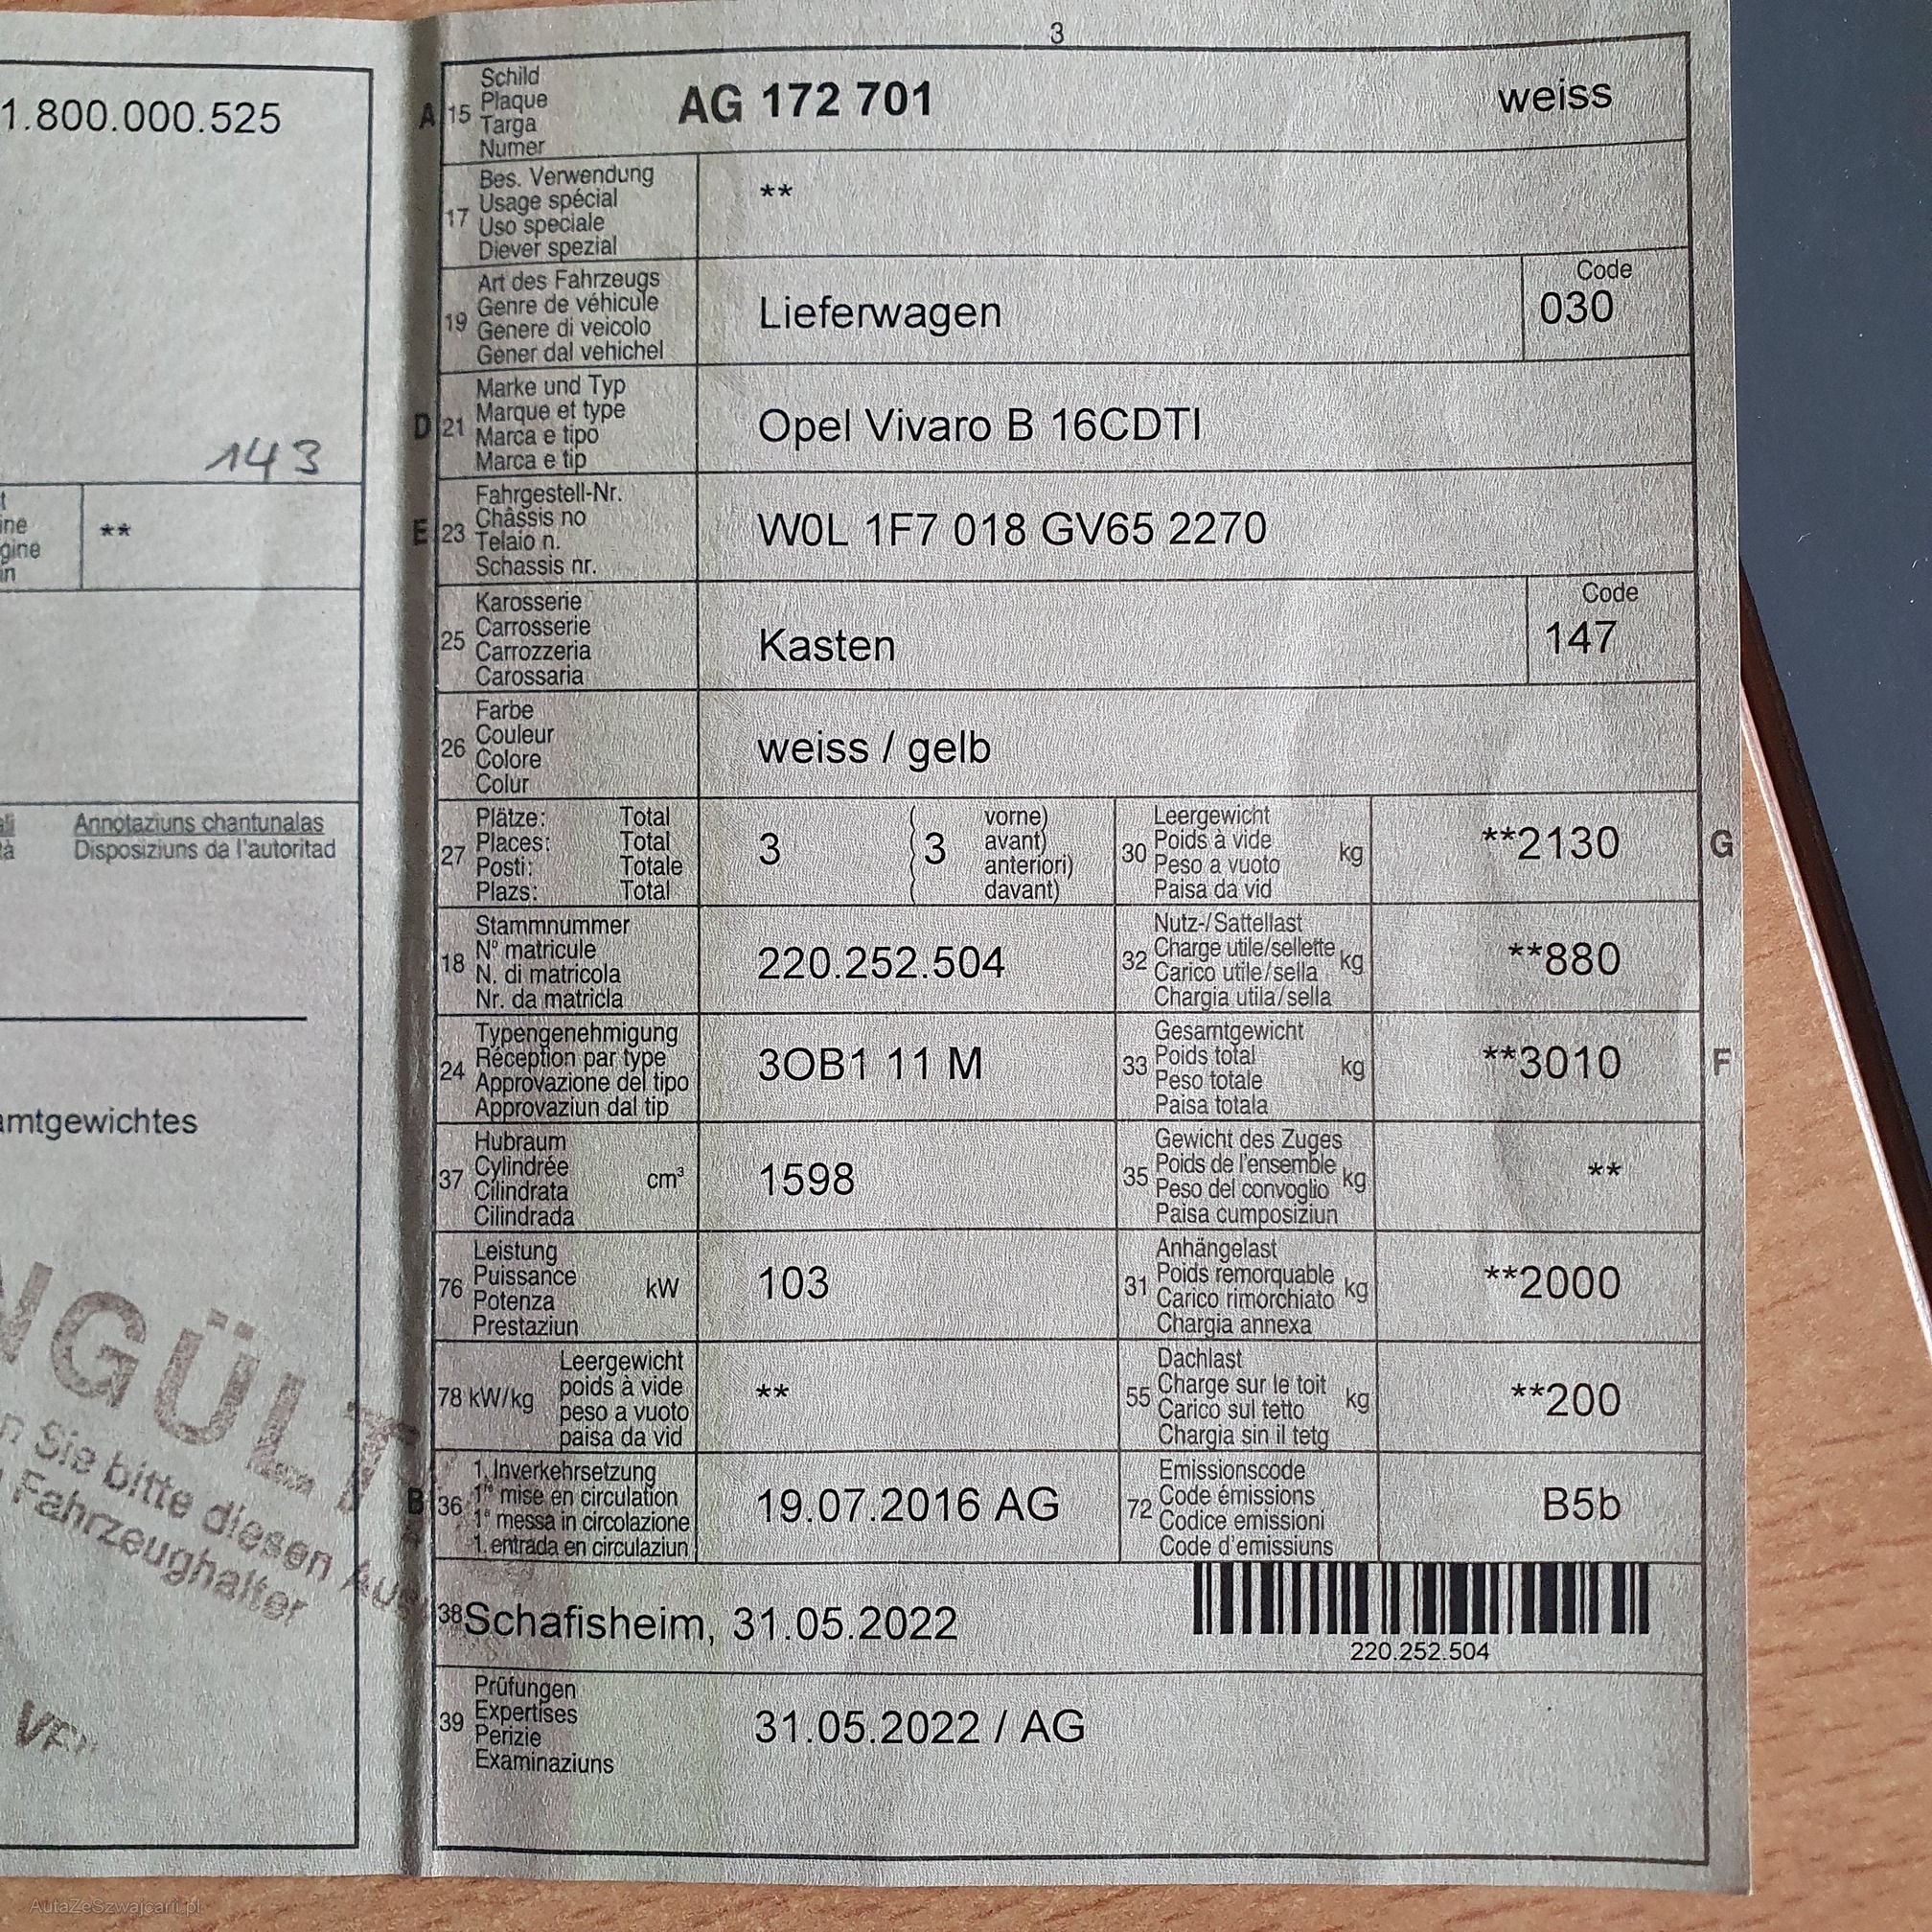 3
1.800.000.525
143
t
ine
gine
in
**
Annotaziuns chantunalas
Disposiziuns da l'autoritad
amtgewichtes
NGÜLT
n Sie bitte diesen Aus
Fahrzeughalter
A 15 Schild
Plaque
Targa
Numer
AG 172 701 weiss
17 Bes. Verwendung
Usage spécial
Uso speciale
Diever spezial
**
19 Art des Fahrzeugs
Genre de véhicule
Genere di veicolo
Gener dal vehichel
Lieferwagen
Code
030
D 21 Marke und Typ
Marque et type
Marca e tipo
Marca e tip
Opel Vivaro B 16CDTI
E 23 Fahrgestell-Nr.
Châssis no
Telaio n.
Schassis nr.
W0L 1F7 018 GV65 2270
25 Karosserie
Carrosserie
Carrozzeria
Carossaria
Kasten
Code
147
26 Farbe
Couleur
Colore
Colur
weiss / gelb
27 Plätze: Total
Places: Total
Posti: Totale
Plazs: Total
3 ( 3 vorne)
avant)
anteriori)
davant)
30 Leergewicht
Poids à vide
Peso a vuoto
Paisa da vid
kg
**2130 G
18 Stammnummer
N° matricule
N. di matricola
Nr. da matricla
220.252.504
32 Nutz-/Sattellast
Charge utile/sellette
Carico utile/sella
Chargia utila/sella
kg
**880
24 Typengenehmigung
Réception par type
Approvazione del tipo
Approvaziun dal tip
3OB1 11 M
33 Gesamtgewicht
Poids total
Peso totale
Paisa totala
kg
**3010 F
37 Hubraum
Cylindrée
Cilindrata
Cilindrada
cm³
1598
35 Gewicht des Zuges
Poids de l'ensemble
Peso del convoglio
Paisa cumposiziun
kg
**
76 Leistung
Puissance
Potenza
Prestaziun
kW
103
31 Anhängelast
Poids remorquable
Carico rimorchiato
Chargia annexa
kg
**2000
78 kW/kg Leergewicht
poids à vide
peso a vuoto
paisa da vid
**
55 Dachlast
Charge sur le toit
Carico sul tetto
Chargia sin il tetg
kg
**200
B 36 1. Inverkehrsetzung
1re mise en circulation
1a messa in circolazione
1. entrada en circulaziun
19.07.2016 AG
72 Emissionscode
Code émissions
Codice emissioni
Code d'emissiuns
B5b
38 Schafisheim, 31.05.2022
220.252.504
39 Prüfungen
Expertises
Perizie
Examinaziuns
31.05.2022 / AG
AutaZeSzwajcarii.pl